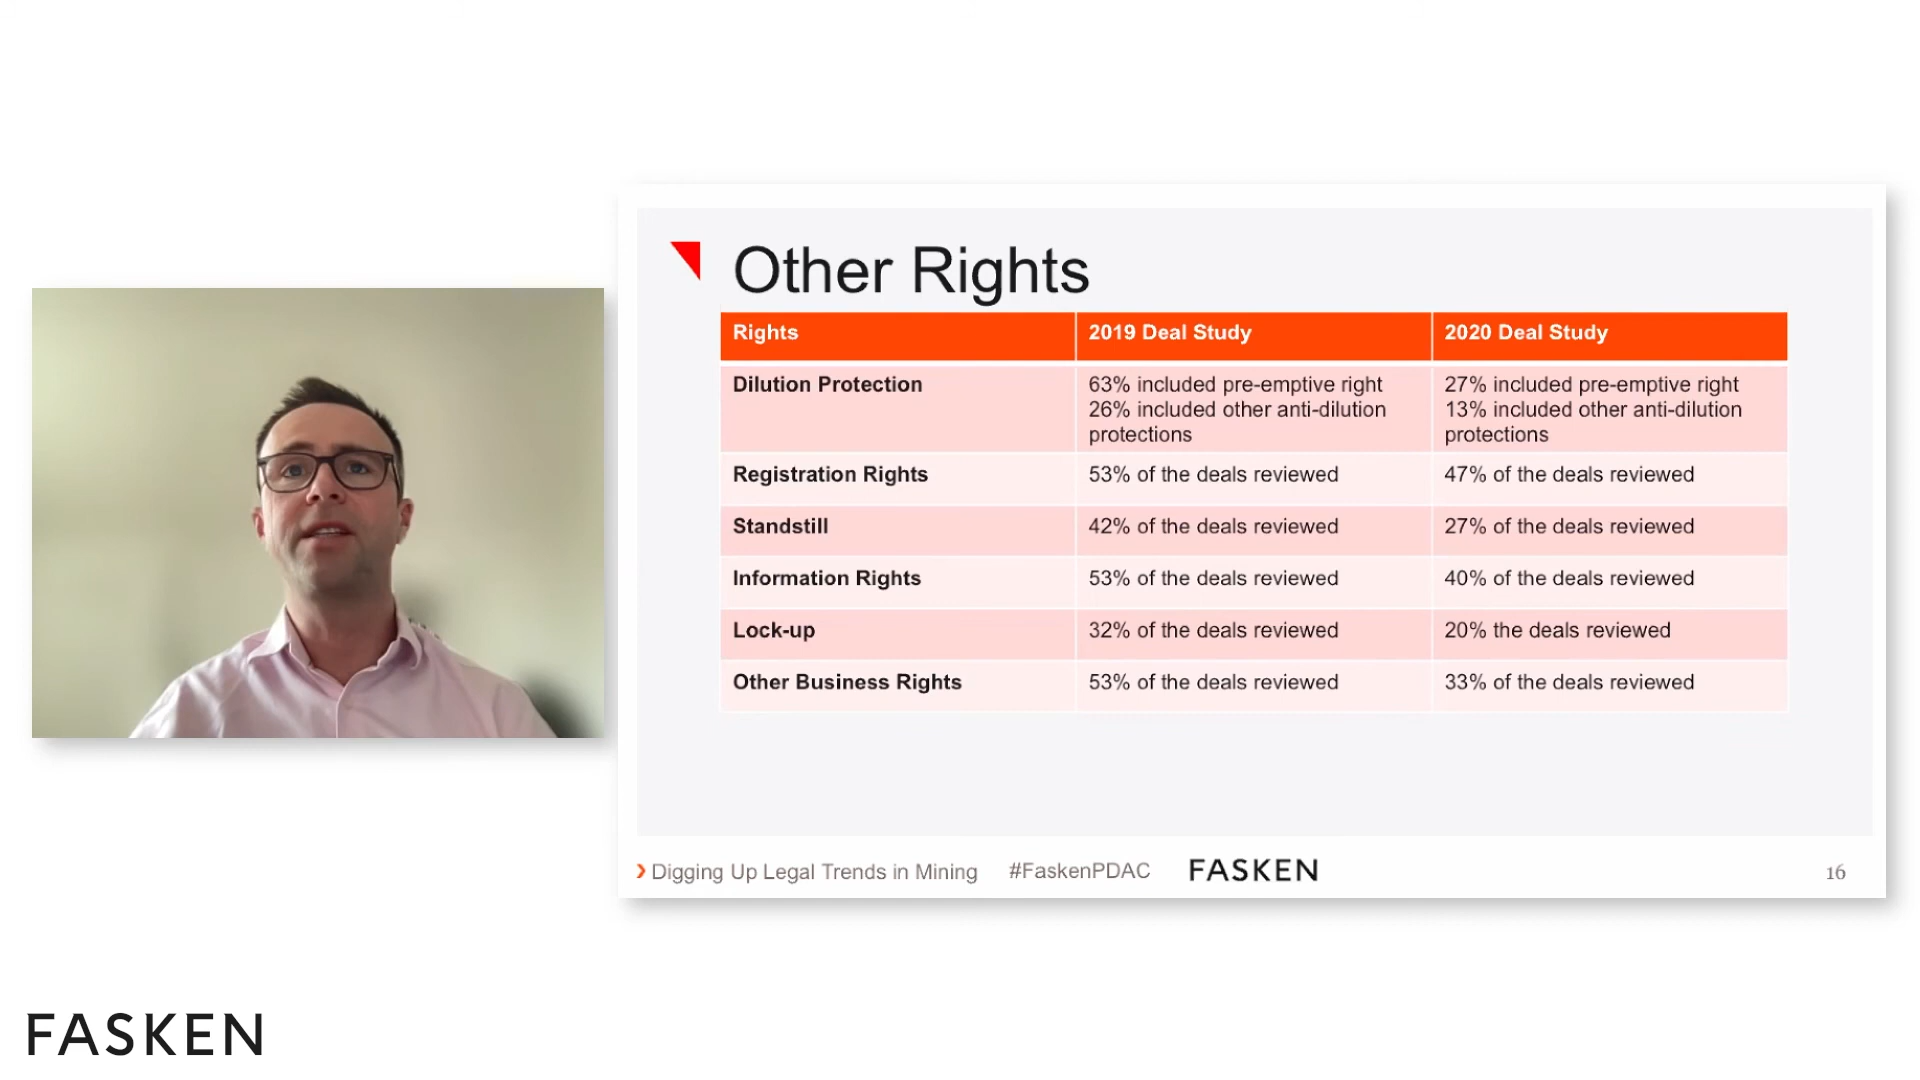 Other Rights
Rights 2019 Deal Study 2020 Deal Study
Dilution Protection 63% included pre-emptive right 27% included pre-emptive right
26% included other anti-dilution 13% included other anti-dilution
protections protections
Registration Rights 53% of the deals reviewed 47% of the deals reviewed
Standstill 42% of the deals reviewed 27% of the deals reviewed
Information Rights 53% of the deals reviewed 40% of the deals reviewed
Lock-up 32% of the deals reviewed 20% the deals reviewed
Other Business Rights 53% of the deals reviewed 33% of the deals reviewed
Digging Up Legal Trends in Mining #FaskenPDAC FASKEN 16
FASKEN